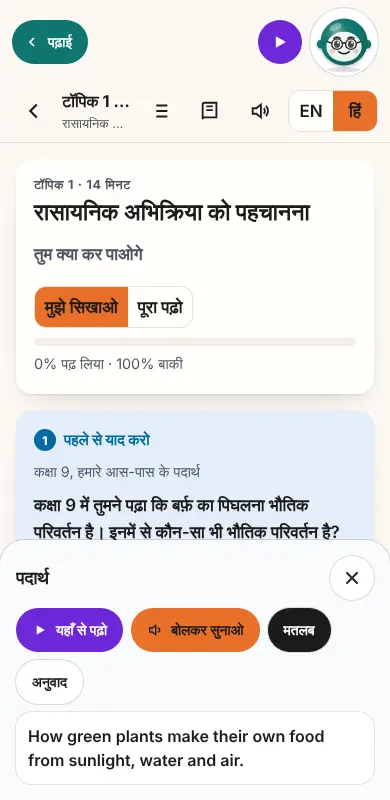 पढ़ाई
टॉपिक 1 ...
रासायनिक ...
EN
हिं
टॉपिक 1 · 14 मिनट
रासायनिक अभिक्रिया को पहचानना
तुम क्या कर पाओगे
मुझे सिखाओ
पूरा पढ़ो
0% पढ़ लिया · 100% बाकी
1 पहले से याद करो
कक्षा 9, हमारे आस-पास के पदार्थ
कक्षा 9 में तुमने पढ़ा कि बर्फ़ का पिघलना भौतिक
परिवर्तन है। इनमें से कौन-सा भी भौतिक परिवर्तन है?
पदार्थ
यहाँ से पढ़ो
बोलकर सुनाओ
मतलब
अनुवाद
How green plants make their own food
from sunlight, water and air.